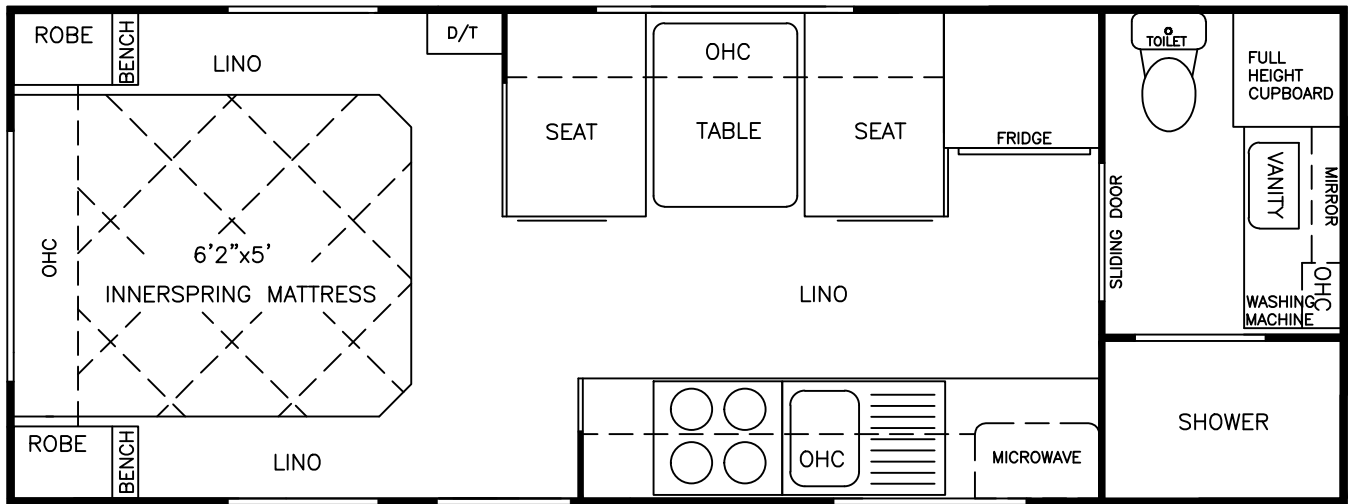 ROBE
BENCH
LINO
D/T
OHC
SEAT
TABLE
SEAT
FRIDGE
TOILET
FULL
HEIGHT
CUPBOARD
VANITY
MIRROR
SLIDING DOOR
OHC
WASHING
MACHINE
OHC
6'2"x5'
INNERSPRING MATTRESS
LINO
ROBE
BENCH
LINO
OHC
MICROWAVE
SHOWER